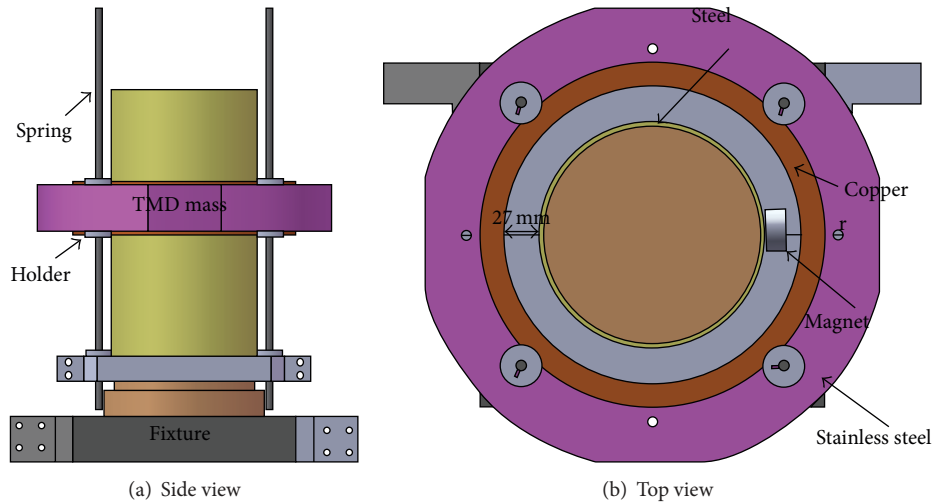 Steel
Spring
TMD mass
Copper
27 mm
r
Holder
Magnet
Fixture
Stainless steel
(a) Side view
(b) Top view